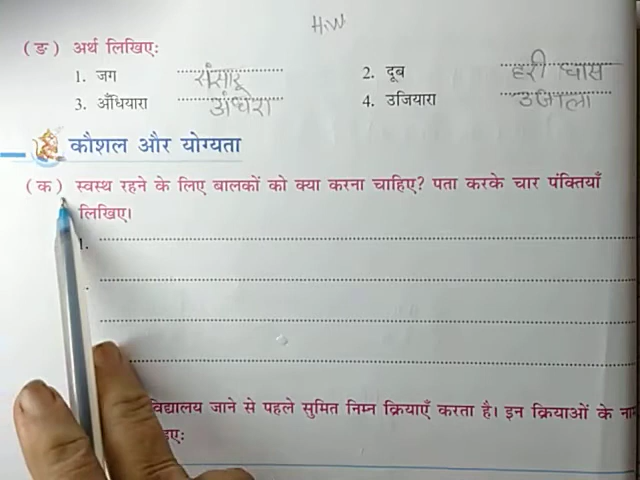 H.W
(ङ) अर्थ लिखिए:
1. जग संसार 2. दूब हरी घास
3. अँधियारा अंधेरा 4. उजियारा उजाला
कौशल और योग्यता
(क) स्वस्थ रहने के लिए बालकों को क्या करना चाहिए? पता करके चार पंक्तियाँ
लिखिए।
1.
विद्यालय जाने से पहले सुमित निम्न क्रियाएँ करता है। इन क्रियाओं के